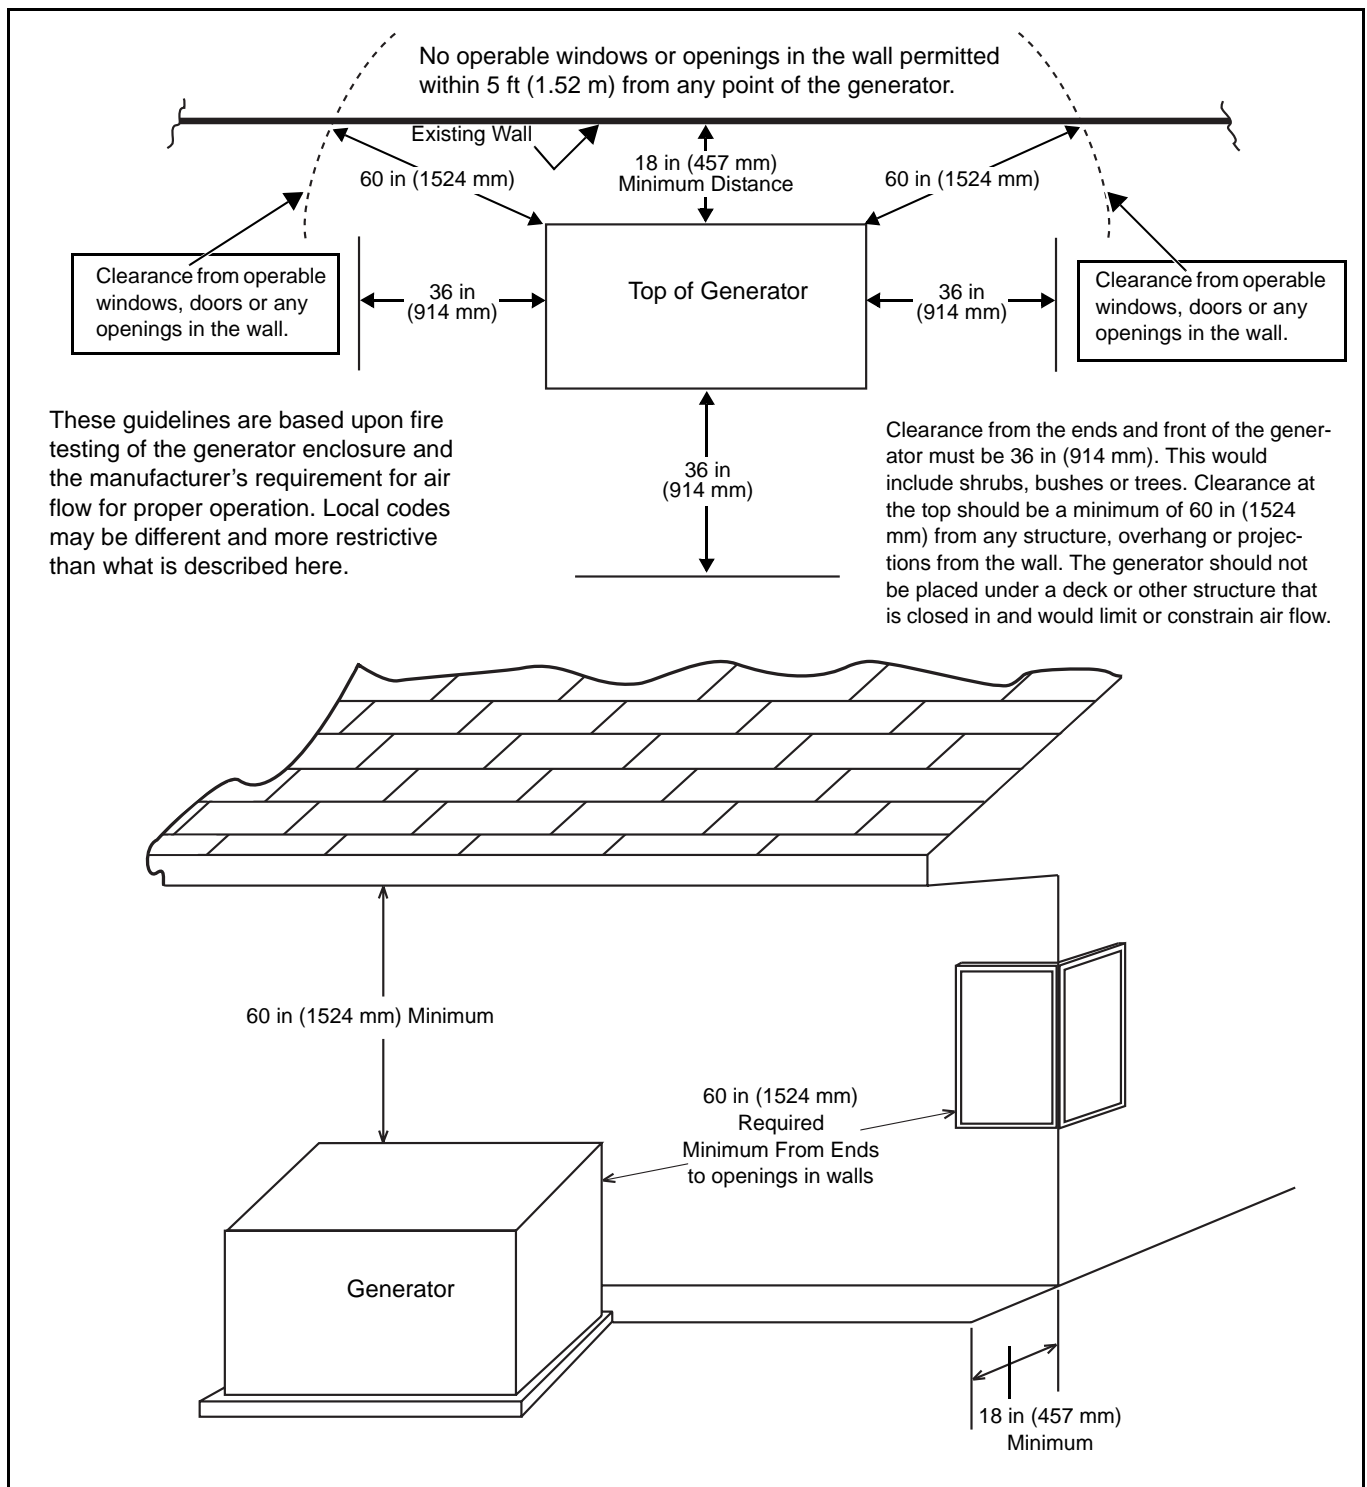 No operable windows or openings in the wall permitted
within 5 ft (1.52 m) from any point of the generator.
Existing Wall
60 in (1524 mm)
18 in (457 mm)
Minimum Distance
60 in (1524 mm)
Clearance from operable
windows, doors or any
openings in the wall.
36 in
(914 mm)
Top of Generator
36 in
(914 mm)
Clearance from operable
windows, doors or any
openings in the wall.
These guidelines are based upon fire
testing of the generator enclosure and
the manufacturer's requirement for air
flow for proper operation. Local codes
may be different and more restrictive
than what is described here.
36 in
(914 mm)
Clearance from the ends and front of the gener-
ator must be 36 in (914 mm). This would
include shrubs, bushes or trees. Clearance at
the top should be a minimum of 60 in (1524
mm) from any structure, overhang or projec-
tions from the wall. The generator should not
be placed under a deck or other structure that
is closed in and would limit or constrain air flow.
60 in (1524 mm) Minimum
60 in (1524 mm)
Required
Minimum From Ends
to openings in walls
Generator
18 in (457 mm)
Minimum